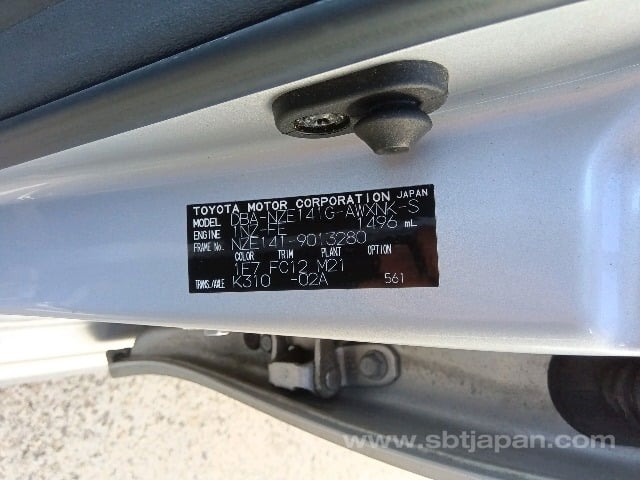 TOYOTA MOTOR CORPORATION JAPAN
MODEL DBA-NZE141G-AWXNK-S
ENGINE 1NZ-FE 1496 mL
FRAME No. NZE141-9013280
COLOR TRIM PLANT OPTION
1E7 FC12 M21
TRANS./AXLE K310 -02A 561
www.sbtjapan.com